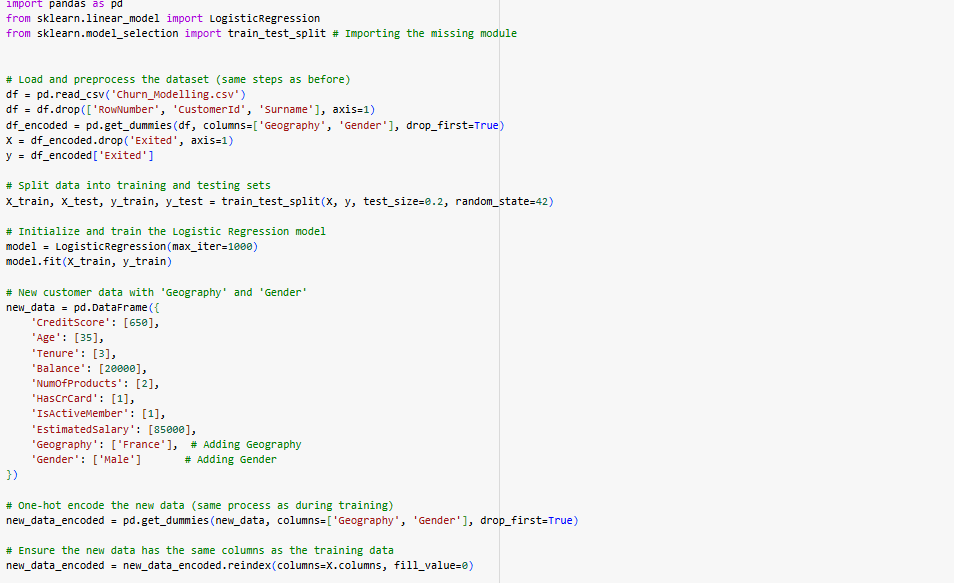 import pandas as pd
from sklearn.linear_model import LogisticRegression
from sklearn.model_selection import train_test_split # Importing the missing module
# Load and preprocess the dataset (same steps as before)
df = pd.read_csv('Churn_Modelling.csv')
df = df.drop(['RowNumber', 'CustomerId', 'Surname'], axis=1)
df_encoded = pd.get_dummies(df, columns=['Geography', 'Gender'], drop_first=True)
X = df_encoded.drop('Exited', axis=1)
y = df_encoded['Exited']
# Split data into training and testing sets
X_train, X_test, y_train, y_test = train_test_split(X, y, test_size=0.2, random_state=42)
# Initialize and train the Logistic Regression model
model = LogisticRegression(max_iter=1000)
model.fit(X_train, y_train)
# New customer data with 'Geography' and 'Gender'
new_data = pd.DataFrame({
    'CreditScore': [650],
    'Age': [35],
    'Tenure': [3],
    'Balance': [20000],
    'NumOfProducts': [2],
    'HasCrCard': [1],
    'IsActiveMember': [1],
    'EstimatedSalary': [85000],
    'Geography': ['France'],  # Adding Geography
    'Gender': ['Male']       # Adding Gender
})
# One-hot encode the new data (same process as during training)
new_data_encoded = pd.get_dummies(new_data, columns=['Geography', 'Gender'], drop_first=True)
# Ensure the new data has the same columns as the training data
new_data_encoded = new_data_encoded.reindex(columns=X.columns, fill_value=0)